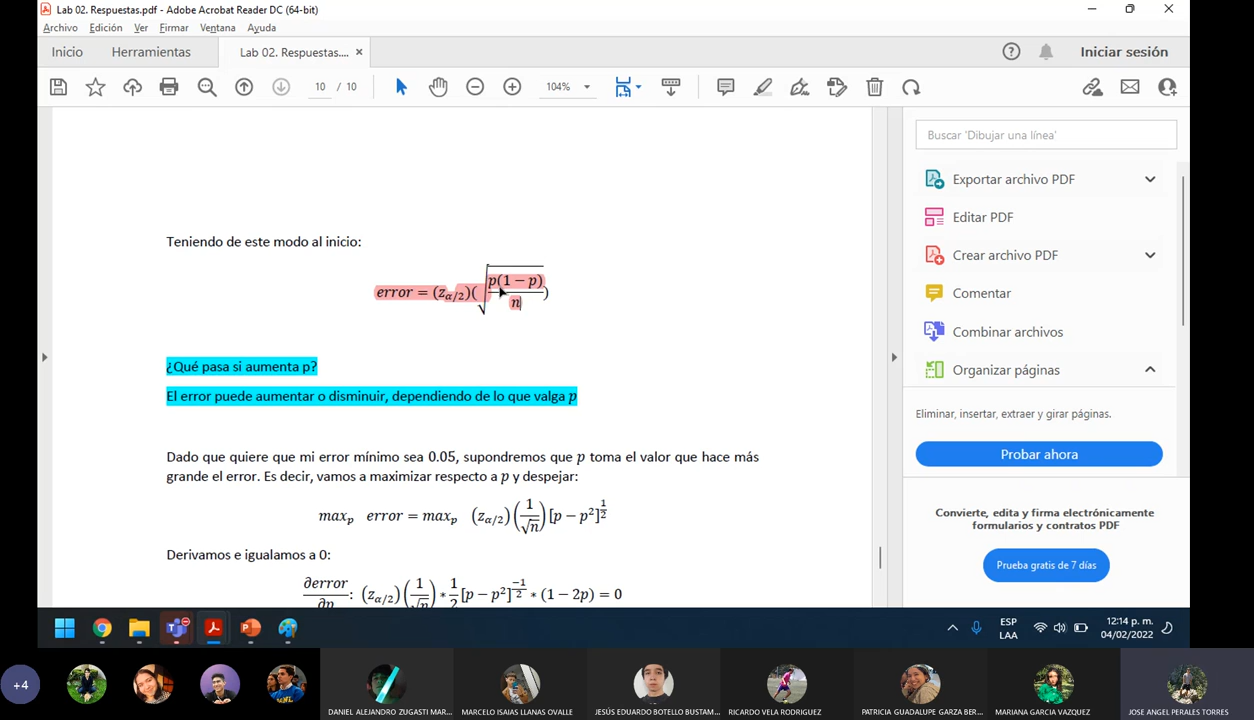 Lab 02. Respuestas.pdf - Adobe Acrobat Reader DC (64-bit)
Archivo Edición Ver Firmar Ventana Ayuda
Inicio Herramientas Lab 02. Respuestas.... × Iniciar sesión
10 / 10 104%
Teniendo de este modo al inicio:
error = (z_{α/2})(√(p(1 − p)/n))
¿Qué pasa si aumenta p?
El error puede aumentar o disminuir, dependiendo de lo que valga p
Dado que quiere que mi error mínimo sea 0.05, supondremos que p toma el valor que hace más
grande el error. Es decir, vamos a maximizar respecto a p y despejar:
max_p error = max_p (z_{α/2})(1/√n)[p − p²]^{1/2}
Derivamos e igualamos a 0:
∂error/∂p: (z_{α/2})(1/√n) * 1/2 [p − p²]^{−1/2} * (1 − 2p) = 0
Buscar 'Dibujar una línea'
Exportar archivo PDF
Editar PDF
Crear archivo PDF
Comentar
Combinar archivos
Organizar páginas
Eliminar, insertar, extraer y girar páginas.
Probar ahora
Convierte, edita y firma electrónicamente
formularios y contratos PDF
Prueba gratis de 7 días
ESP
LAA
12:14 p. m.
04/02/2022
+4
DANIEL ALEJANDRO ZUGASTI MAR... MARCELO ISAIAS LLANAS OVALLE JESÚS EDUARDO BOTELLO BUSTAM... RICARDO VELA RODRIGUEZ PATRICIA GUADALUPE GARZA BER... MARIANA GARCIA VAZQUEZ JOSE ANGEL PERALES TORRES